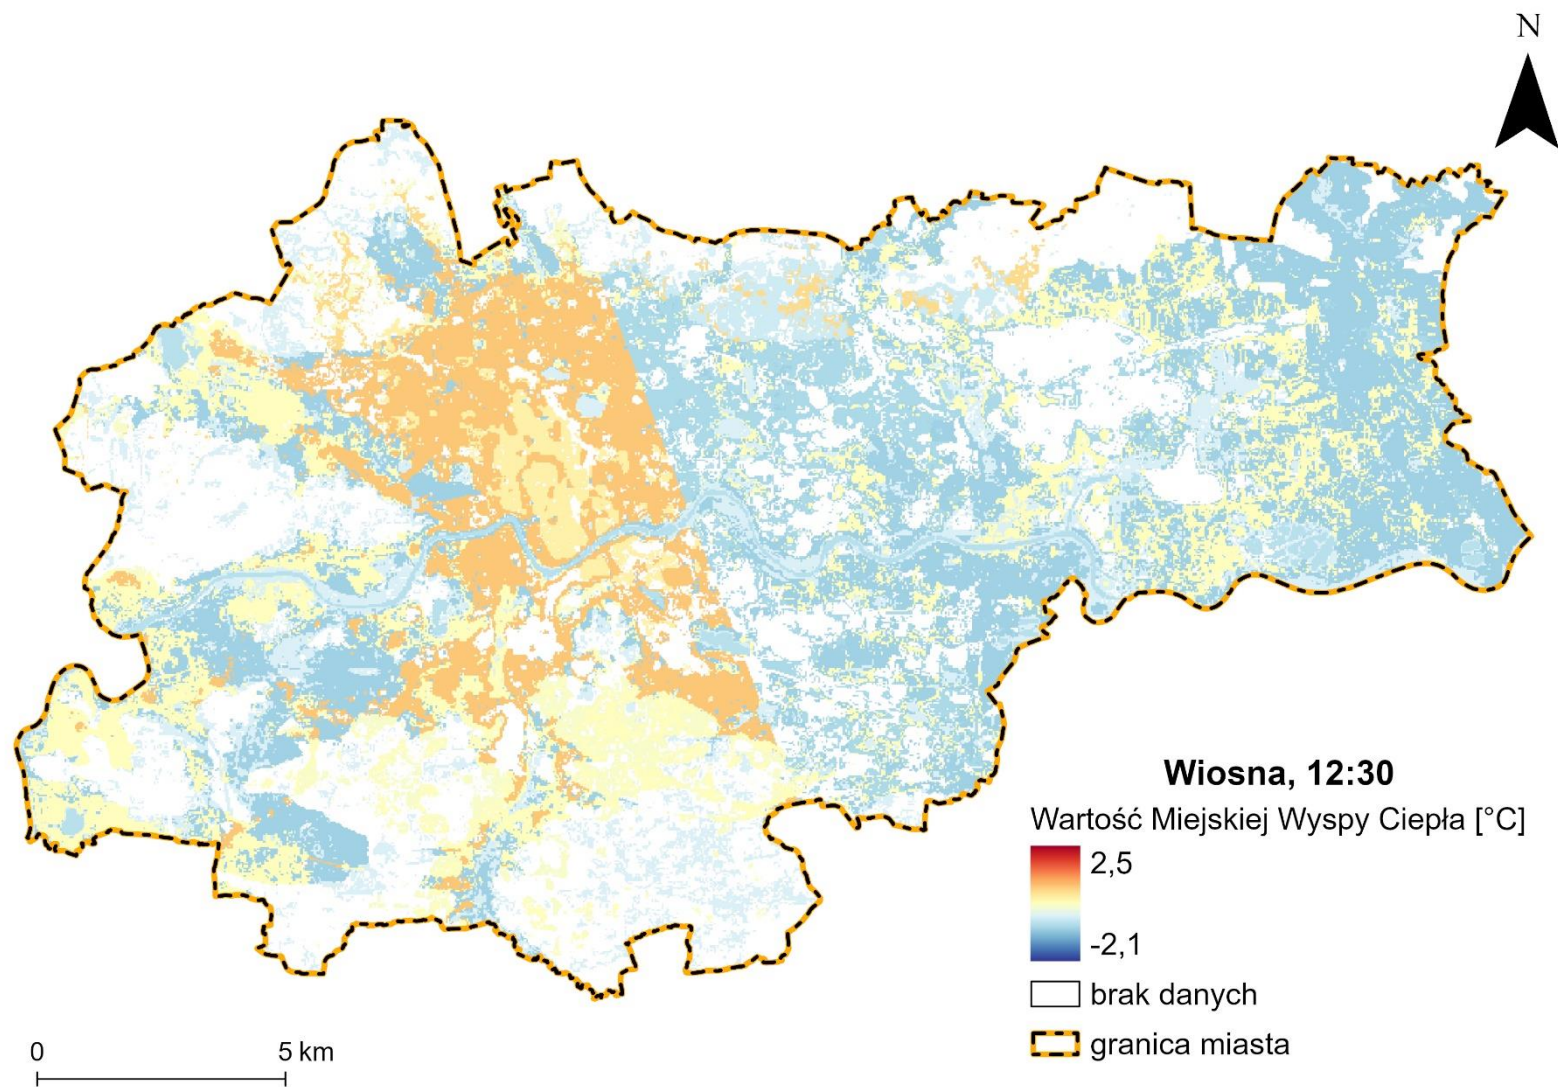 N
Wiosna, 12:30
Wartość Miejskiej Wyspy Ciepła [°C]
2,5
-2,1
brak danych
granica miasta
0 5 km